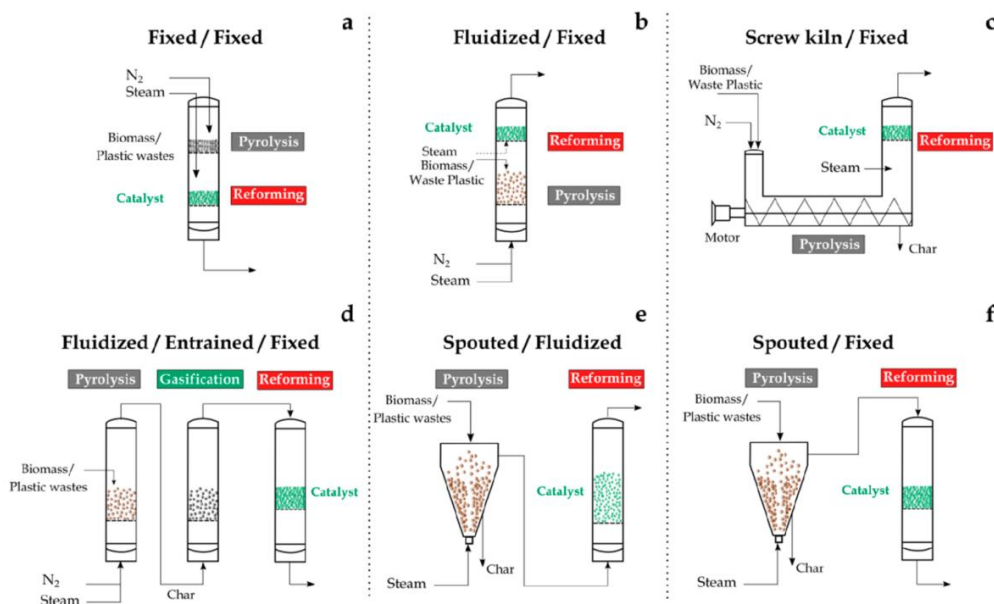 a
Fixed / Fixed
N₂
Steam
Biomass/
Plastic wastes
Pyrolysis
Catalyst
Reforming
b
Fluidized / Fixed
Catalyst
Reforming
Steam
Biomass/
Waste Plastic
Pyrolysis
N₂
Steam
c
Screw kiln / Fixed
Biomass/
Waste Plastic
N₂
Catalyst
Reforming
Steam
Motor
Pyrolysis
Char
d
Fluidized / Entrained / Fixed
Pyrolysis
Gasification
Reforming
Biomass/
Plastic wastes
Catalyst
N₂
Steam
Char
e
Spouted / Fluidized
Pyrolysis
Reforming
Biomass/
Plastic wastes
Catalyst
Char
Steam
f
Spouted / Fixed
Pyrolysis
Reforming
Biomass/
Plastic wastes
Catalyst
Char
Steam